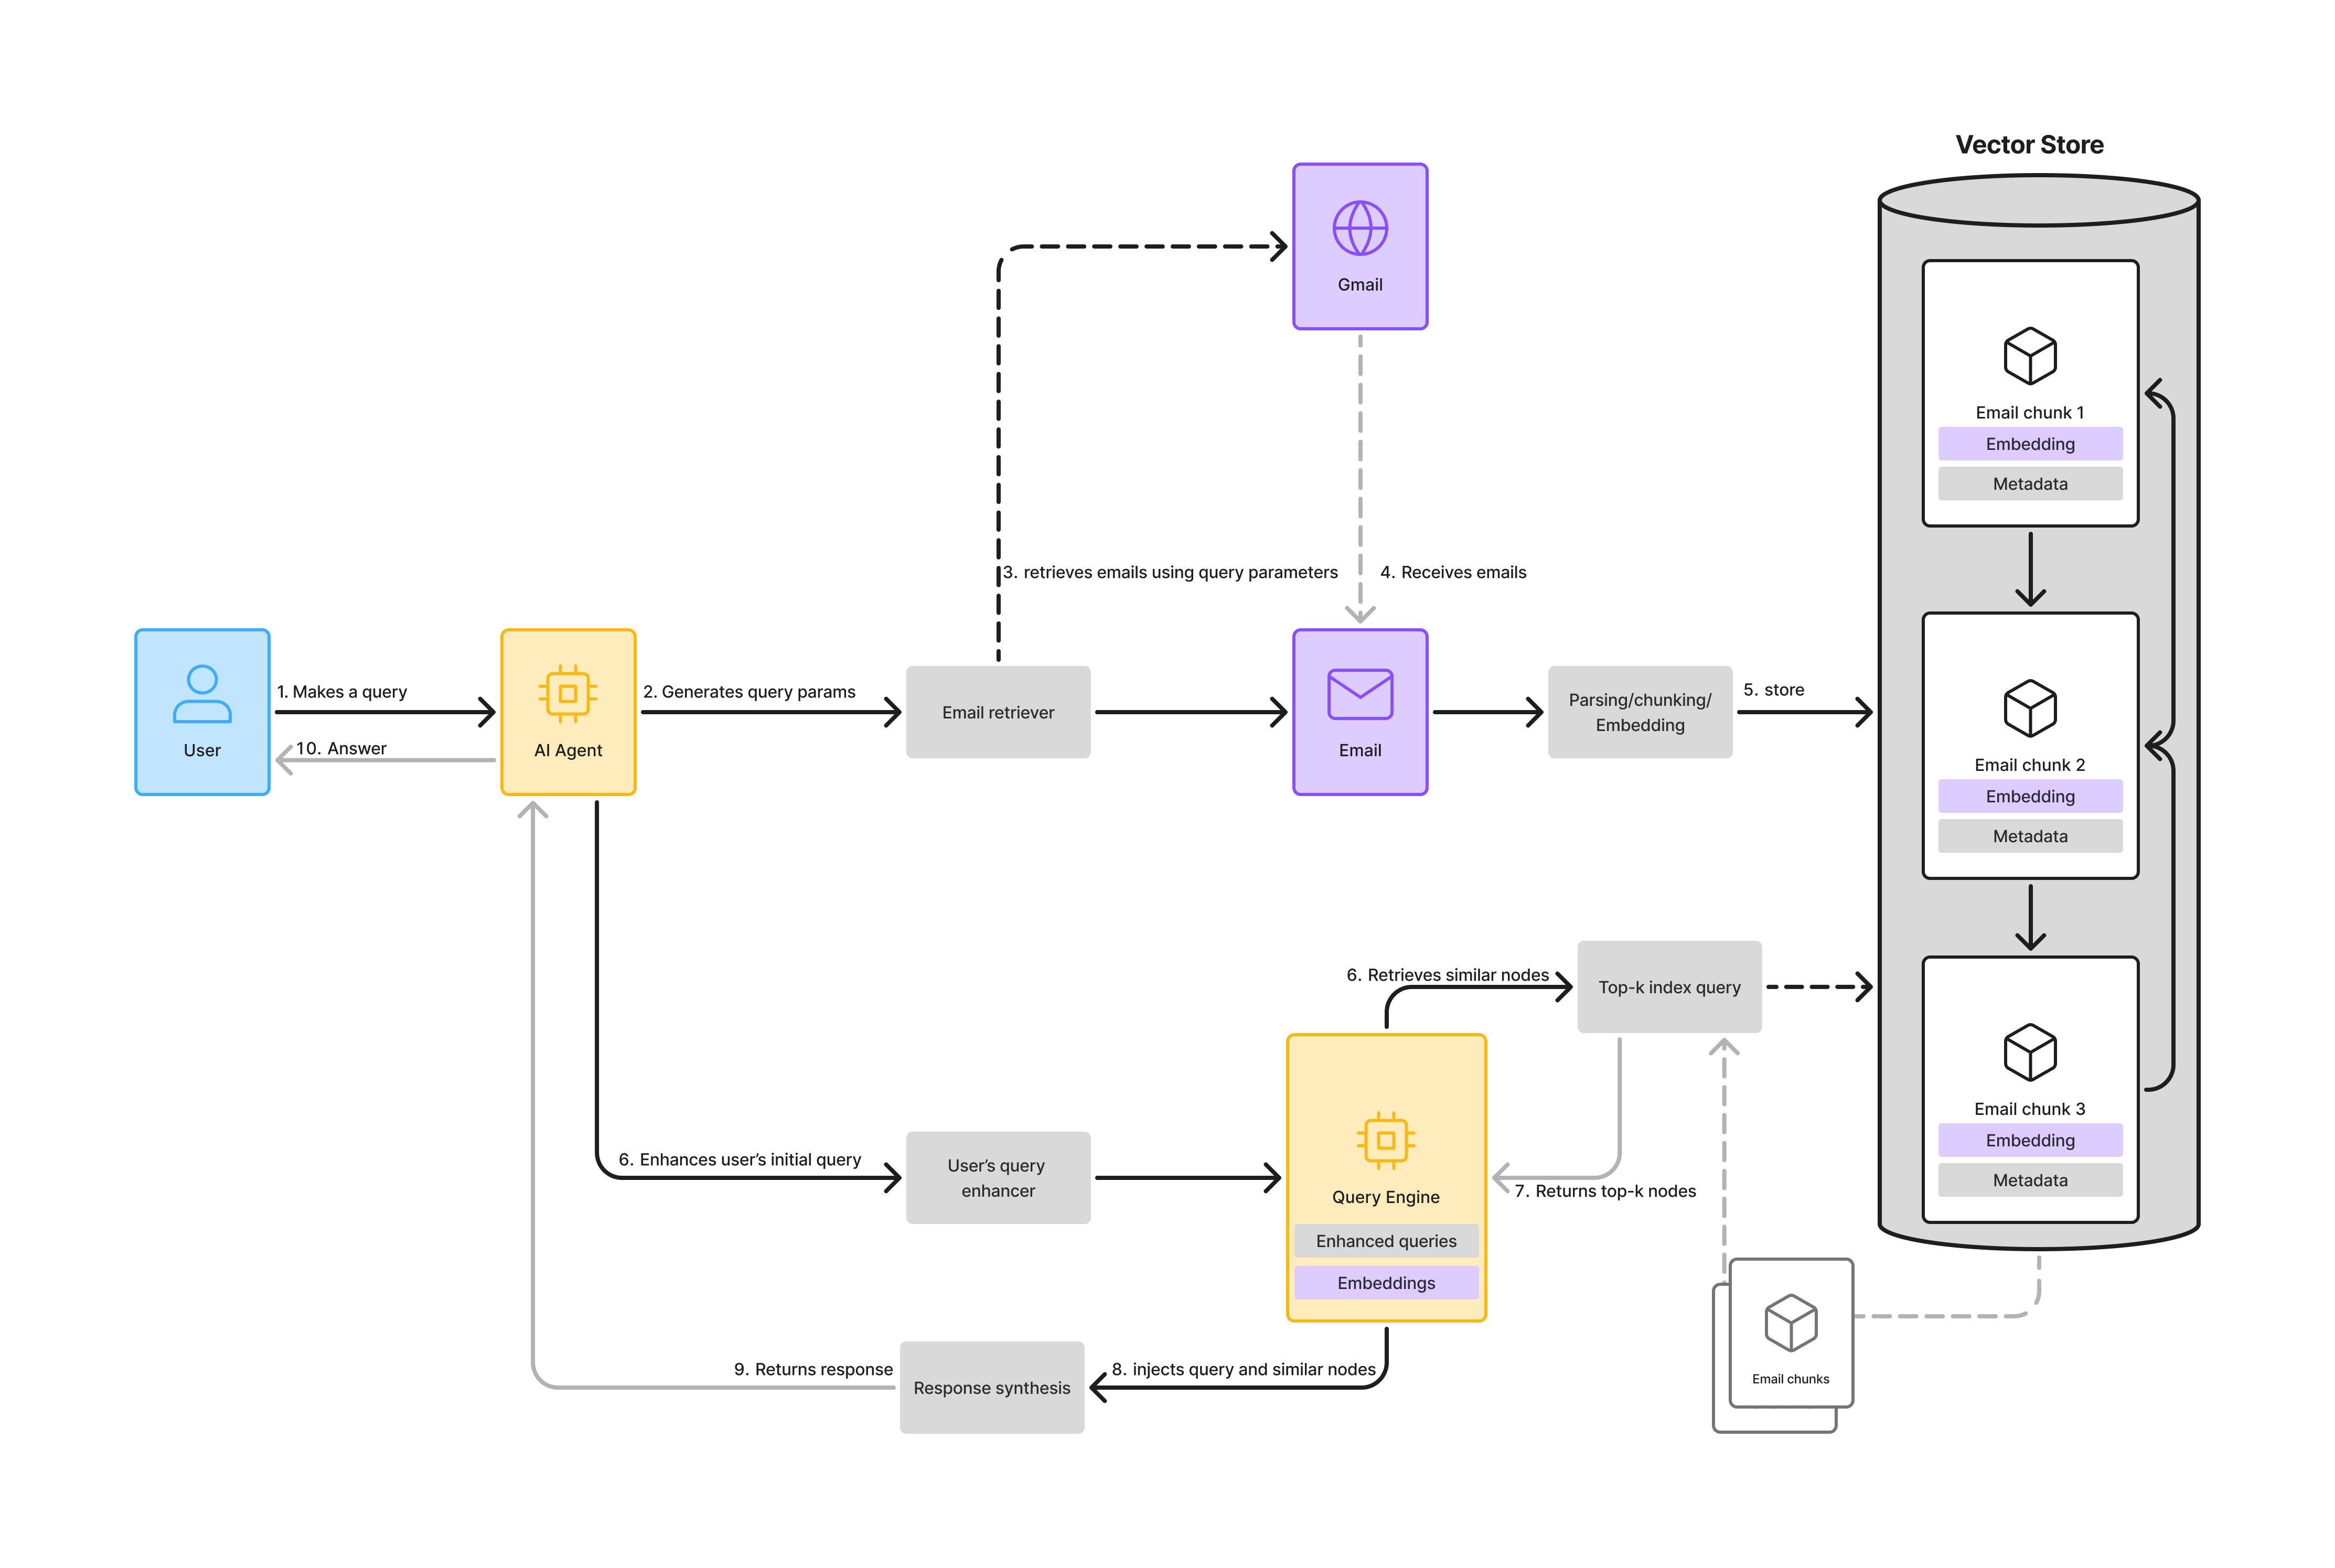 Vector Store
Gmail
Email chunk 1
Embedding
Metadata
3. retrieves emails using query parameters
4. Receives emails
User
1. Makes a query
10. Answer
AI Agent
2. Generates query params
Email retriever
Email
Parsing/chunking/
Embedding
5. store
Email chunk 2
Embedding
Metadata
6. Retrieves similar nodes
Top-k index query
Email chunk 3
Embedding
Metadata
6. Enhances user’s initial query
User’s query
enhancer
Query Engine
Enhanced queries
Embeddings
7. Returns top-k nodes
9. Returns response
Response synthesis
8. injects query and similar nodes
Email chunks